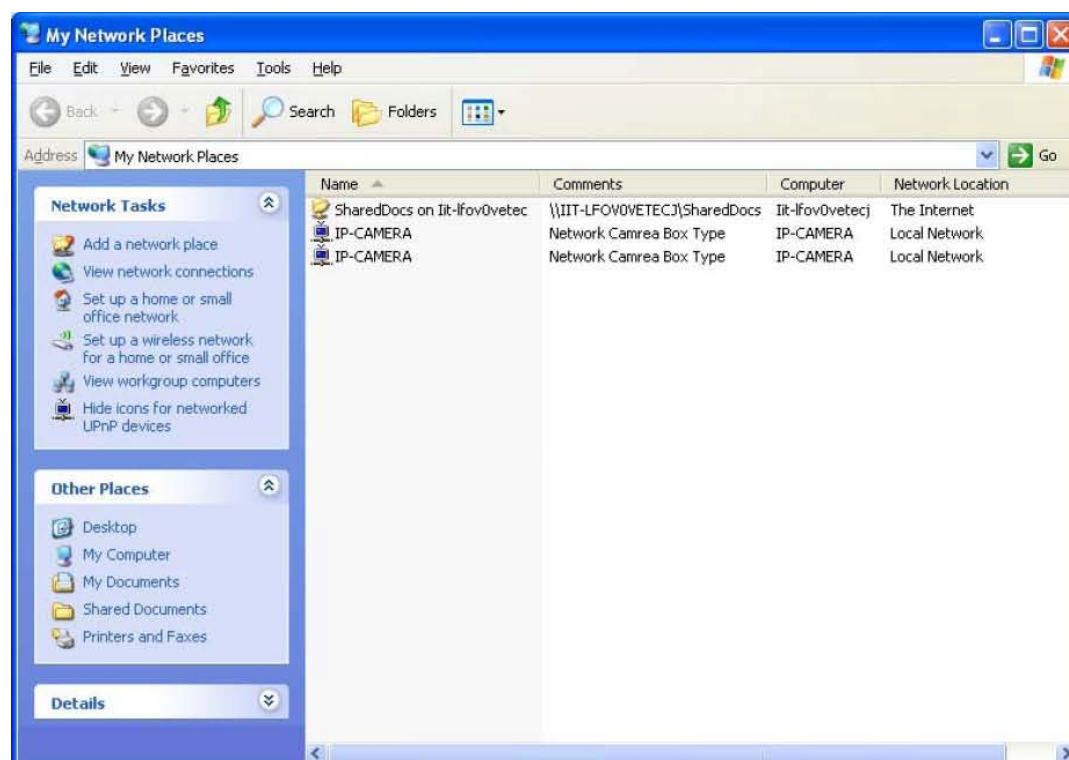 My Network Places
File Edit View Favorites Tools Help
Back Search Folders
Address My Network Places Go
Network Tasks
Add a network place
View network connections
Set up a home or small
office network
Set up a wireless network
for a home or small office
View workgroup computers
Hide icons for networked
UPnP devices
Other Places
Desktop
My Computer
My Documents
Shared Documents
Printers and Faxes
Details
Name Comments Computer Network Location
SharedDocs on Iit-lfov0vetec \\IIT-LFOV0VETECJ\SharedDocs Iit-lfov0vetecj The Internet
IP-CAMERA Network Camrea Box Type IP-CAMERA Local Network
IP-CAMERA Network Camrea Box Type IP-CAMERA Local Network